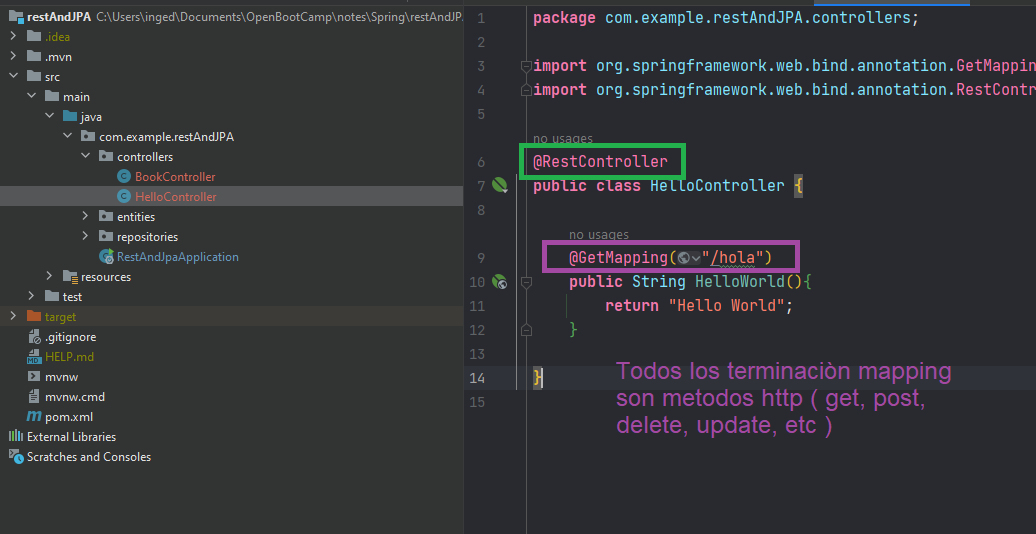 restAndJPA C:\Users\inged\Documents\OpenBootCamp\notes\Spring\restAndJP
.idea
.mvn
src
main
java
com.example.restAndJPA
controllers
BookController
HelloController
entities
repositories
RestAndJpaApplication
resources
test
target
.gitignore
HELP.md
mvnw
mvnw.cmd
pom.xml
External Libraries
Scratches and Consoles
1 package com.example.restAndJPA.controllers;
2
3 import org.springframework.web.bind.annotation.GetMappin
4 import org.springframework.web.bind.annotation.RestContr
5
no usages
6 @RestController
7 public class HelloController {
8
no usages
9 @GetMapping("/hola")
10 public String HelloWorld(){
11 return "Hello World";
12 }
13
14 }
15
Todos los terminaciòn mapping
son metodos http ( get, post,
delete, update, etc )